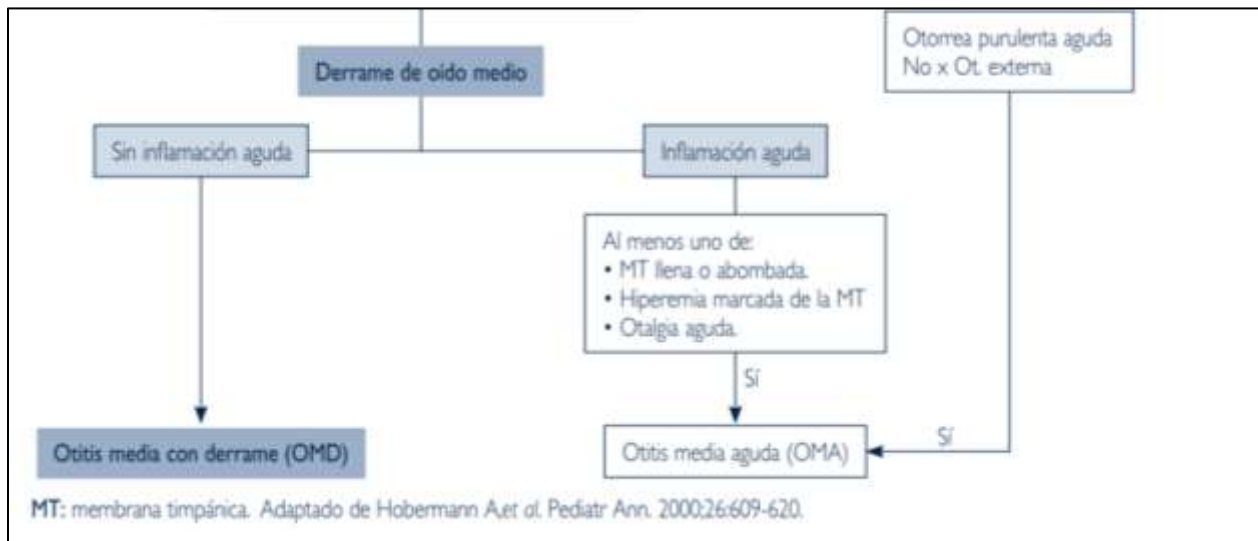 Otorrea purulenta aguda
No x Ot. externa
Derrame de oído medio
Sin inflamación aguda
Inflamación aguda
Al menos uno de:
• MT llena o abombada.
• Hiperemia marcada de la MT
• Otalgia aguda.
Sí
Sí
Otitis media con derrame (OMD)
Otitis media aguda (OMA)
MT: membrana timpánica. Adaptado de Hobermann A,et al. Pediatr Ann. 2000;26:609-620.